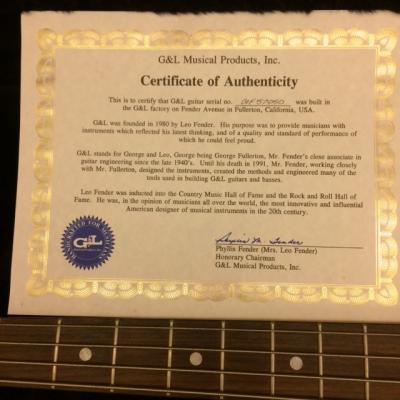 G&L Musical Products, Inc.
Certificate of Authenticity
This is to certify that G&L guitar serial no. was built in
the G&L factory on Fender Avenue in Fullerton, California, USA.
G&L was founded in 1980 by Leo Fender. His purpose was to provide musicians with
instruments which reflected his latest thinking, and of a quality and standard of performance of
which he could feel proud.
G&L stands for George and Leo, George being George Fullerton, Mr. Fender's close associate in
guitar engineering since the late 1940's. Until his death in 1991, Mr. Fender, working closely
with Mr. Fullerton, designed the instruments, created the methods and engineered many of the
tools used in building G&L guitars and basses.
Leo Fender was inducted into the Country Music Hall of Fame and the Rock and Roll Hall of
Fame. He was, in the opinion of musicians all over the world, the most innovative and influential
American designer of musical instruments in the 20th century.
G&L
Phyllis M. Fender
Phyllis Fender (Mrs. Leo Fender)
Honorary Chairman
G&L Musical Products, Inc.